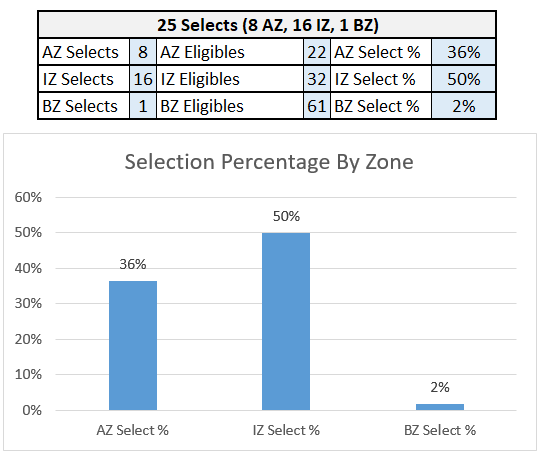 25 Selects (8 AZ, 16 IZ, 1 BZ)
AZ Selects 8 AZ Eligibles 22 AZ Select % 36%
IZ Selects 16 IZ Eligibles 32 IZ Select % 50%
BZ Selects 1 BZ Eligibles 61 BZ Select % 2%
Selection Percentage By Zone
60%
50%
40%
30%
20%
10%
0%
36%
50%
2%
AZ Select % IZ Select % BZ Select %